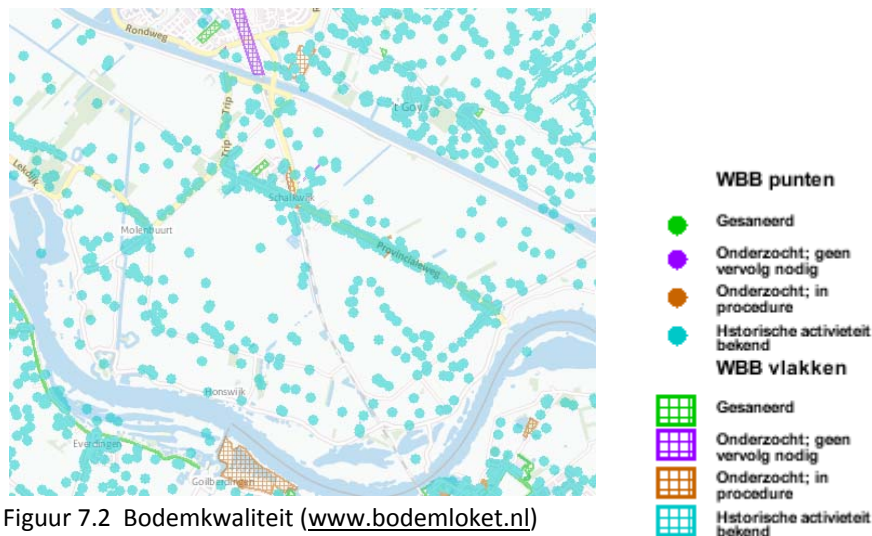 Rondweg
't Goy
Trip
Trip
Lekdijk
Schalkwijk
Molenbuurt
Provincialeweg
Honswijk
Everdingen
Goilberdingen
WBB punten
Gesaneerd
Onderzocht; geen
vervolg nodig
Onderzocht; in
procedure
Hstorische activieteit
bekend
WBB vlakken
Gesaneerd
Onderzocht; geen
vervolg nodig
Onderzocht; in
procedure
Hstorische activieteit
bekend
Figuur 7.2 Bodemkwaliteit (www.bodemloket.nl)